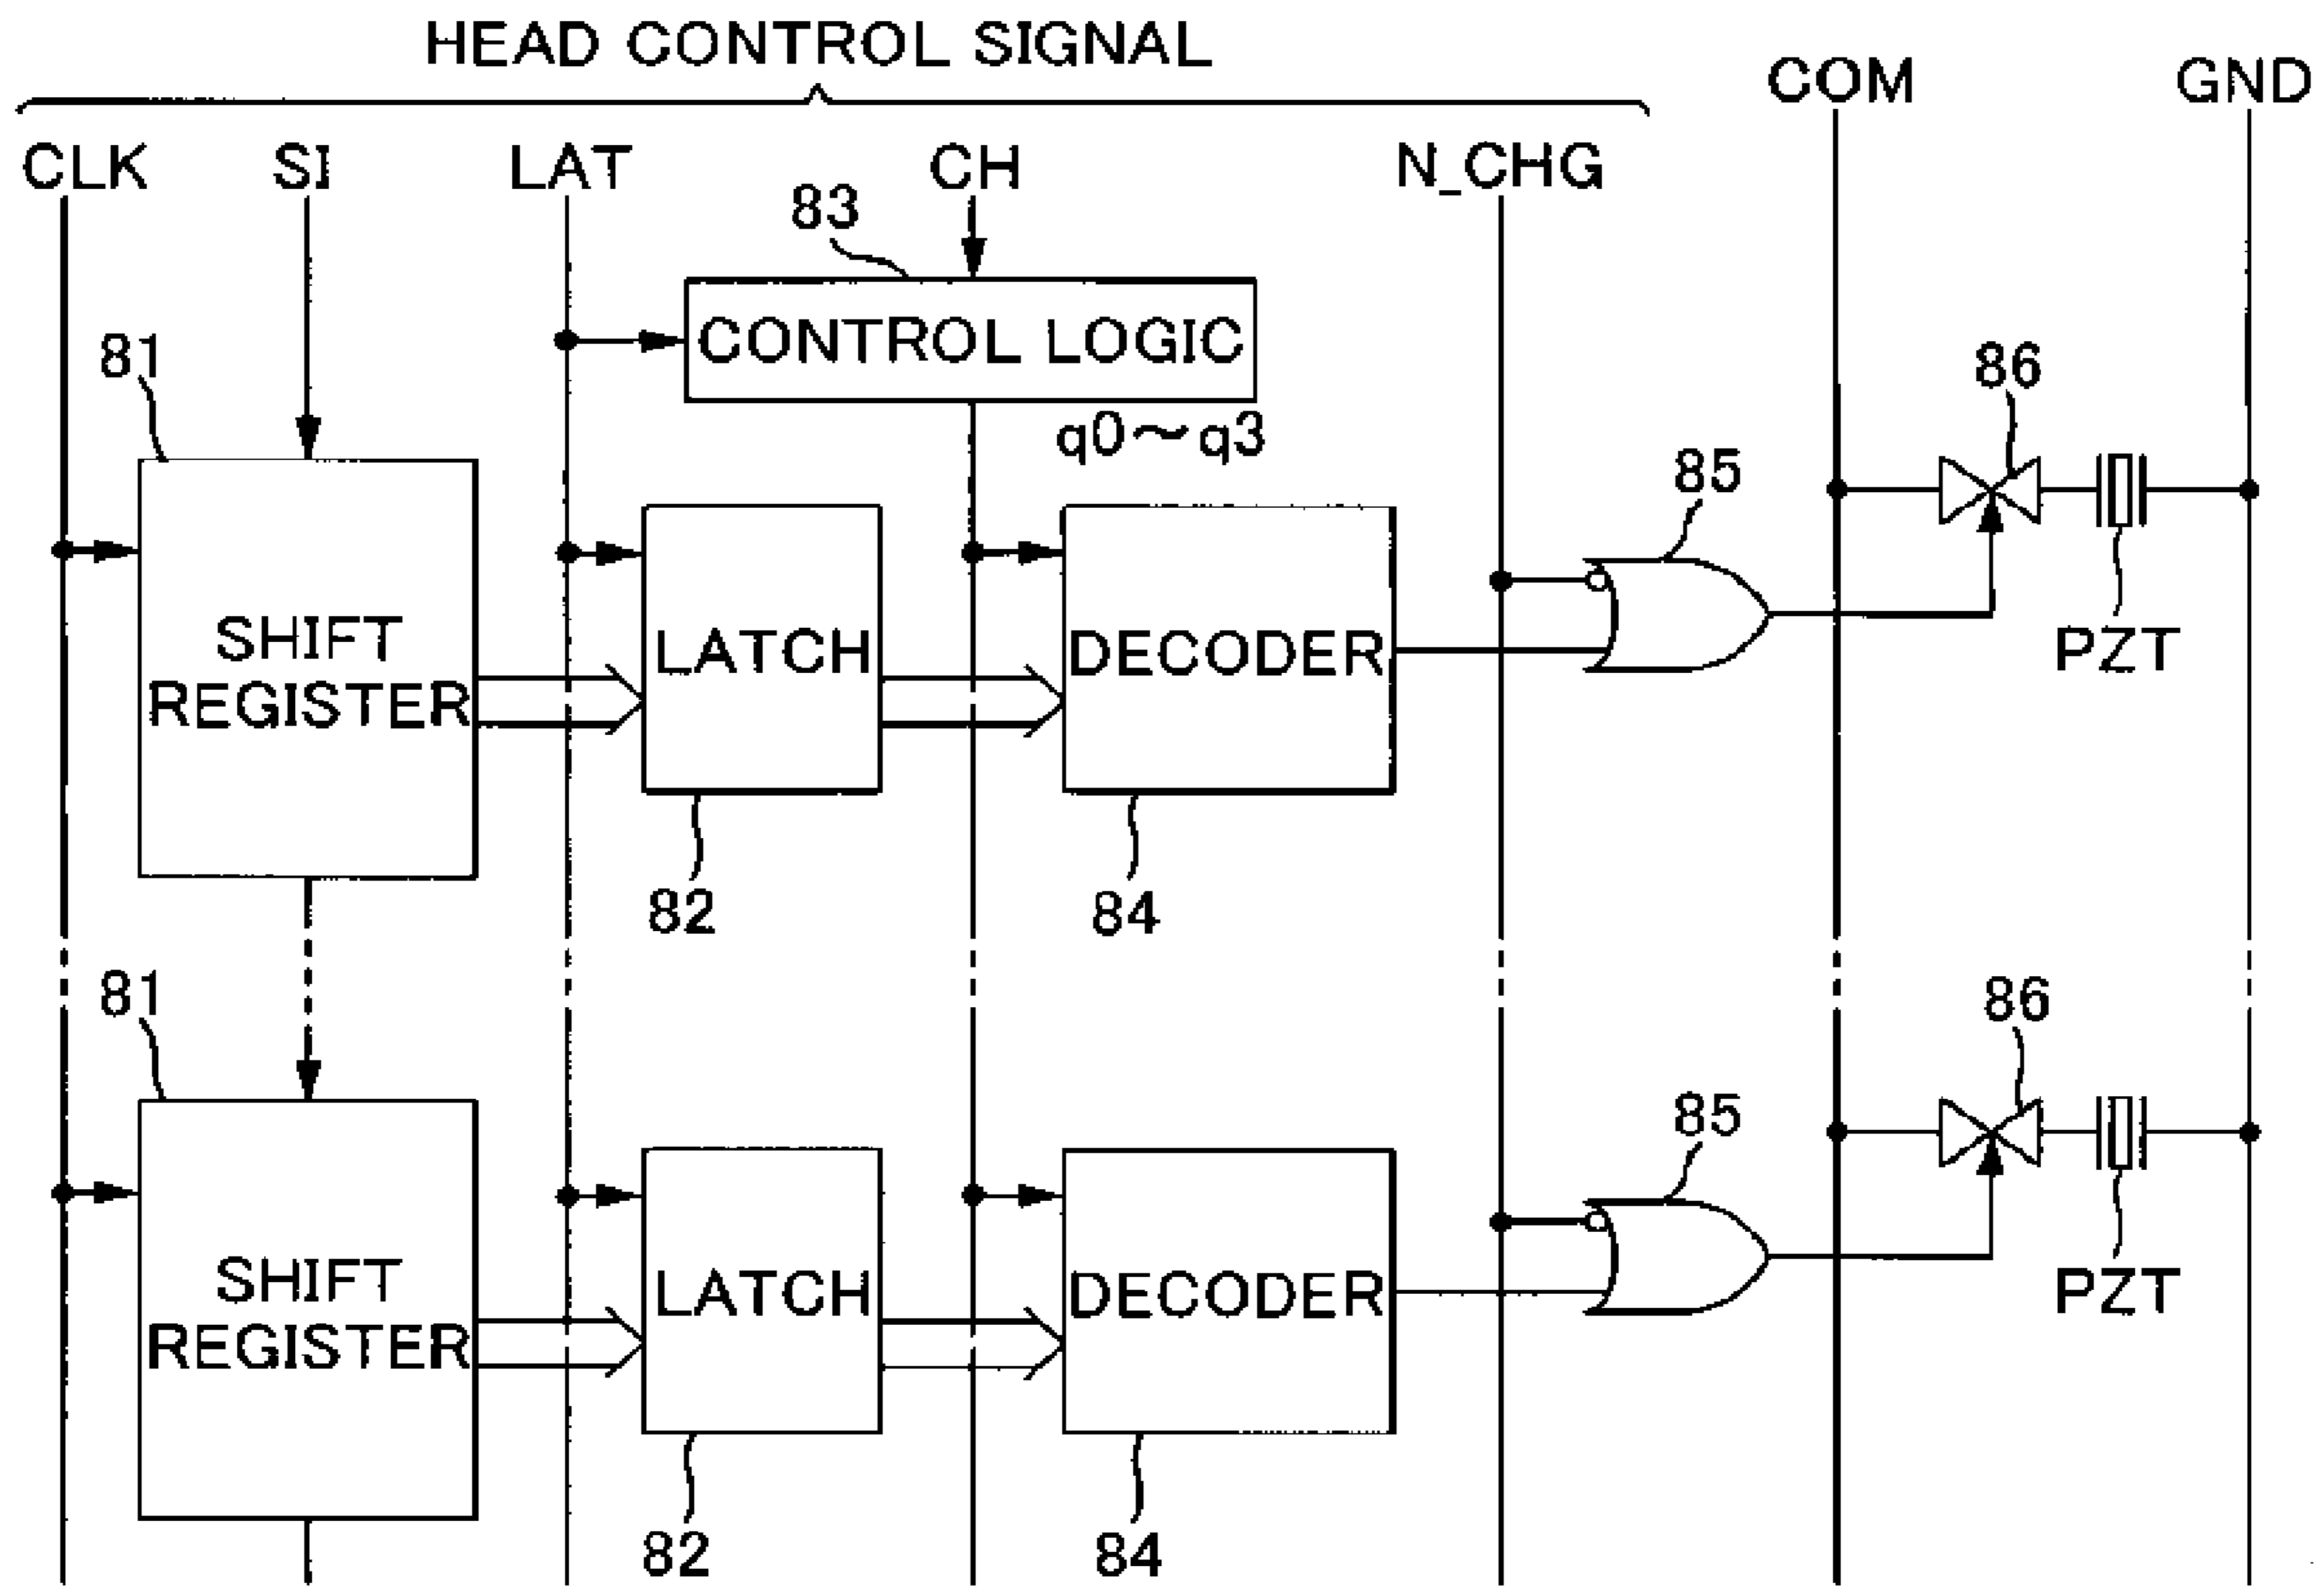 HEAD CONTROL SIGNAL
COM
GND
CLK
SI
LAT
CH
N_CHG
83
CONTROL LOGIC
81
86
q0~q3
85
SHIFT
REGISTER
LATCH
DECODER
PZT
82
84
81
86
85
SHIFT
REGISTER
LATCH
DECODER
PZT
82
84